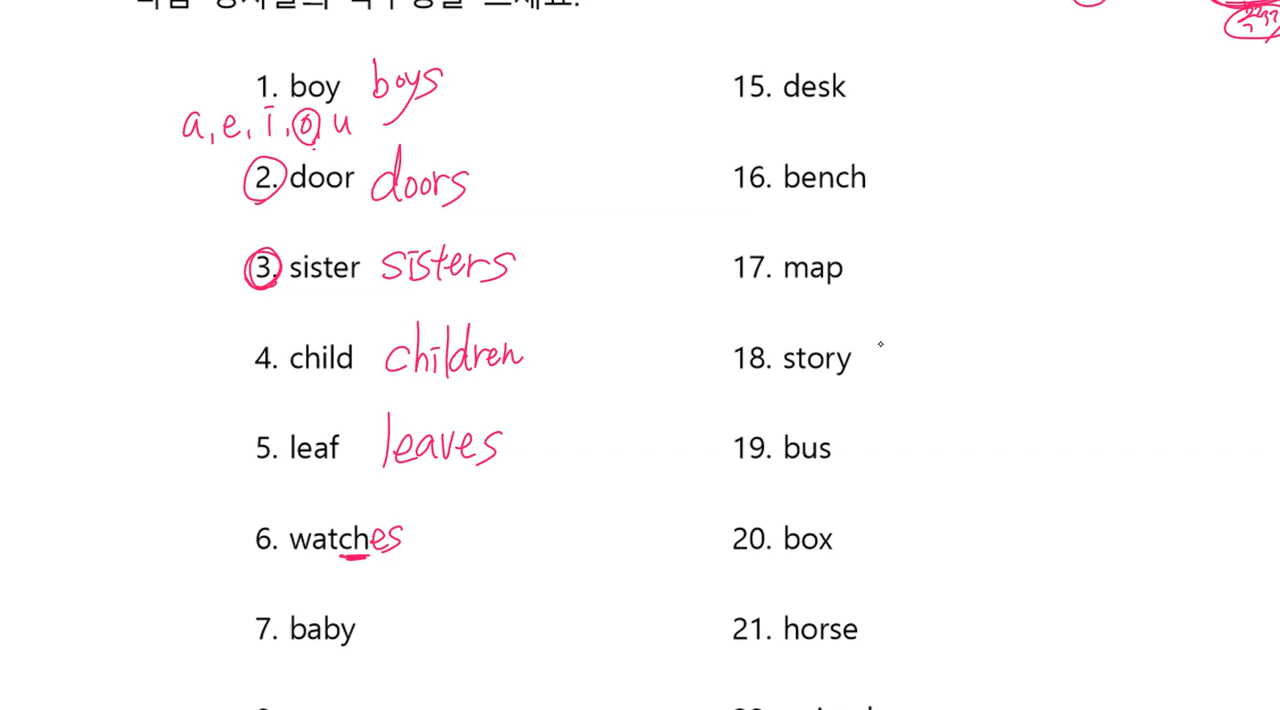 1. boy boys
a, e, i, o, u
2. door doors
3. sister sisters
4. child children
5. leaf leaves
6. watches
7. baby
15. desk
16. bench
17. map
18. story
19. bus
20. box
21. horse